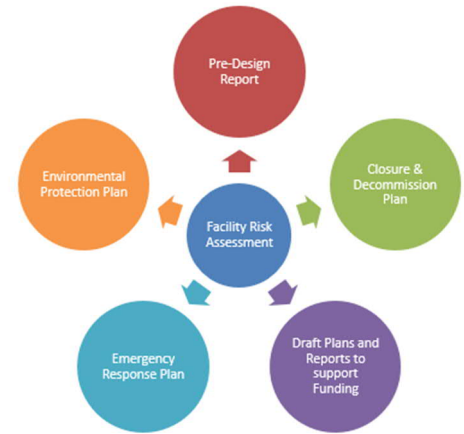 Pre-Design
Report
Environmental
Protection Plan
Closure &
Decommission
Plan
Facility Risk
Assessment
Emergency
Response Plan
Draft Plans and
Reports to
support
Funding